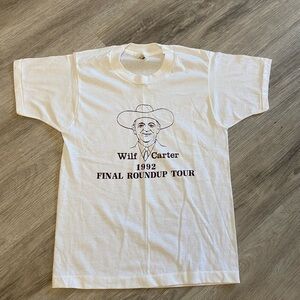 Wilf Carter
1992
FINAL ROUNDUP TOUR